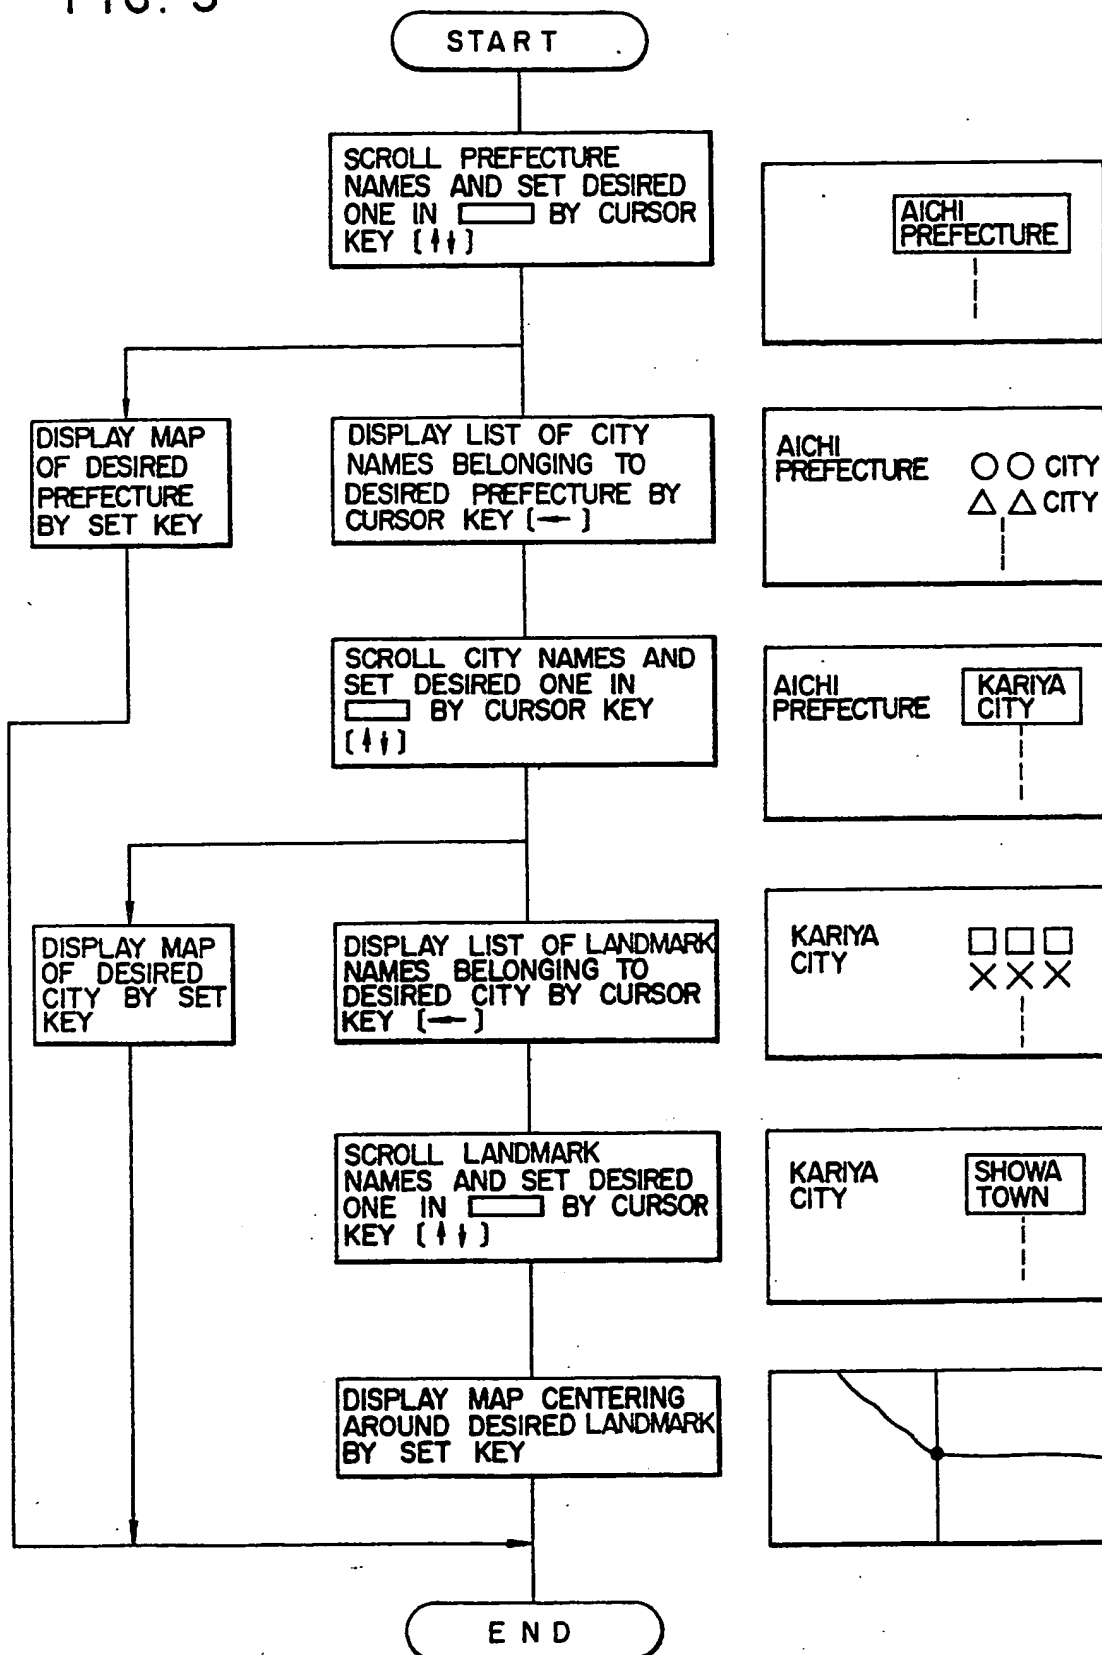 START
SCROLL PREFECTURE
NAMES AND SET DESIRED
ONE IN BY CURSOR
KEY [↑↓]
AICHI
PREFECTURE
DISPLAY MAP
OF DESIRED
PREFECTURE
BY SET KEY
DISPLAY LIST OF CITY
NAMES BELONGING TO
DESIRED PREFECTURE BY
CURSOR KEY [←]
AICHI
PREFECTURE
○○ CITY
△△ CITY
SCROLL CITY NAMES AND
SET DESIRED ONE IN
BY CURSOR KEY
[↑↓]
AICHI
PREFECTURE
KARIYA
CITY
DISPLAY MAP
OF DESIRED
CITY BY SET
KEY
DISPLAY LIST OF LANDMARK
NAMES BELONGING TO
DESIRED CITY BY CURSOR
KEY [←]
KARIYA
CITY
□□□
×××
SCROLL LANDMARK
NAMES AND SET DESIRED
ONE IN BY CURSOR
KEY [↑↓]
KARIYA
CITY
SHOWA
TOWN
DISPLAY MAP CENTERING
AROUND DESIRED LANDMARK
BY SET KEY
END